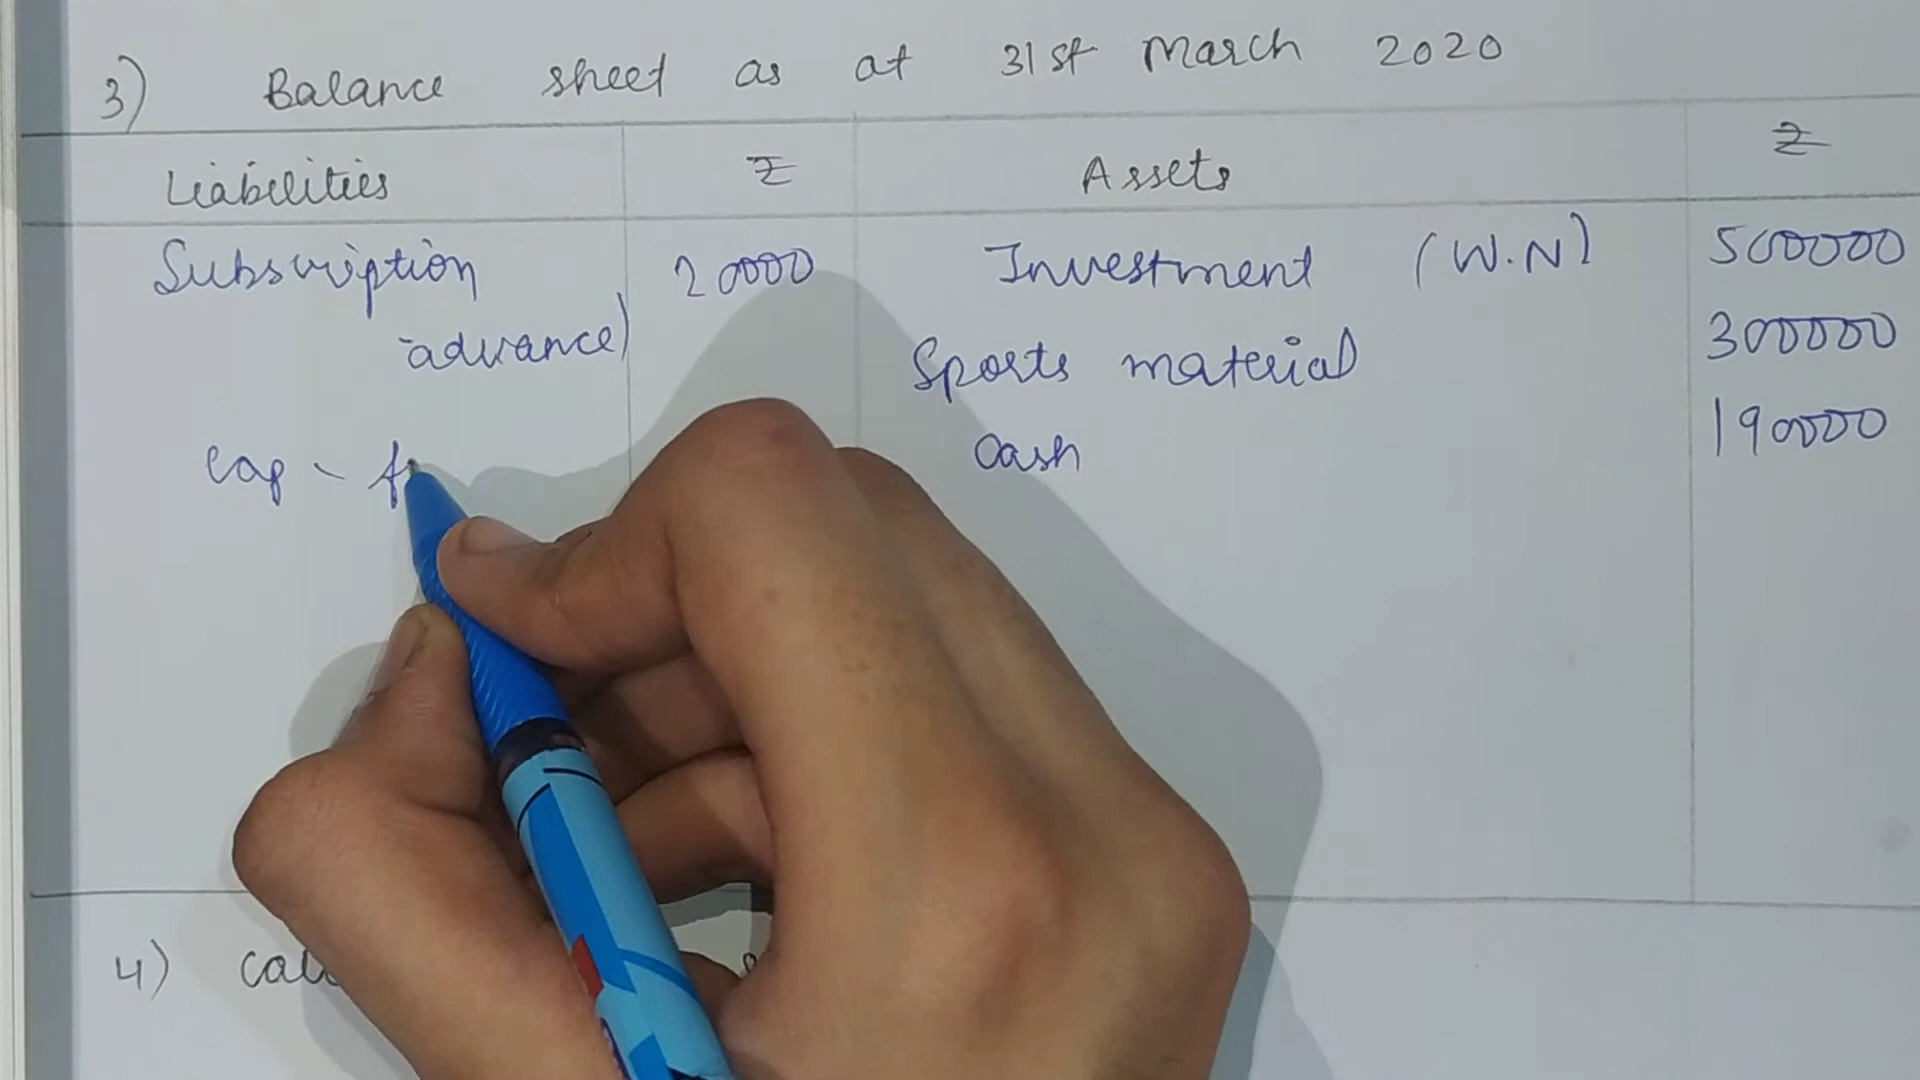 3) Balance sheet as at 31st March 2020
Liabilities ₹ Assets ₹
Subscription 20000 Investment (W.N) 500000
advance) Sports material 300000
Cap - Cash 190000
4)